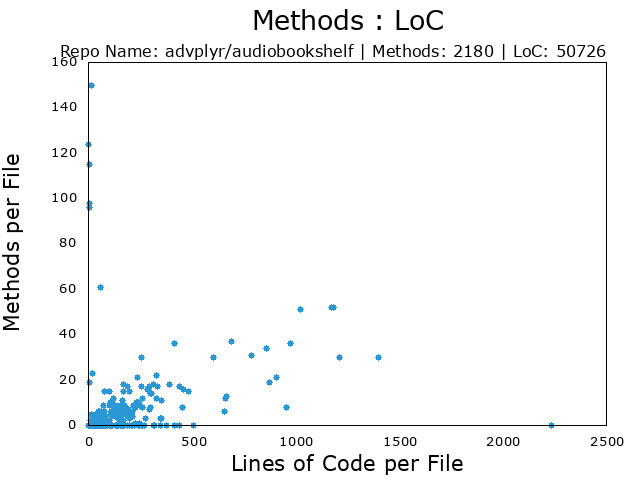 Methods : LoC
Repo Name: advplyr/audiobookshelf | Methods: 2180 | LoC: 50726
160
140
120
100
80
60
40
20
0
Methods per File
0 500 1000 1500 2000 2500
Lines of Code per File